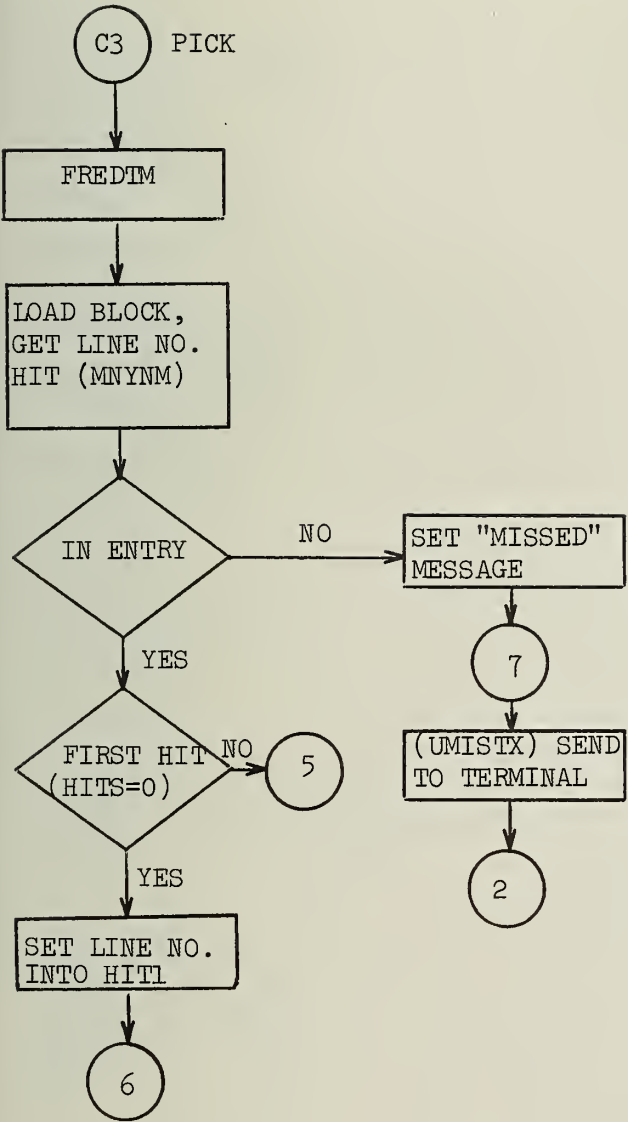 C3 PICK
FREDTM
LOAD BLOCK,
GET LINE NO.
HIT (MNYNM)
IN ENTRY
NO
SET "MISSED"
MESSAGE
YES
7
FIRST HIT
(HITS=0)
NO
5
(UMISTX) SEND
TO TERMINAL
YES
2
SET LINE NO.
INTO HIT1
6